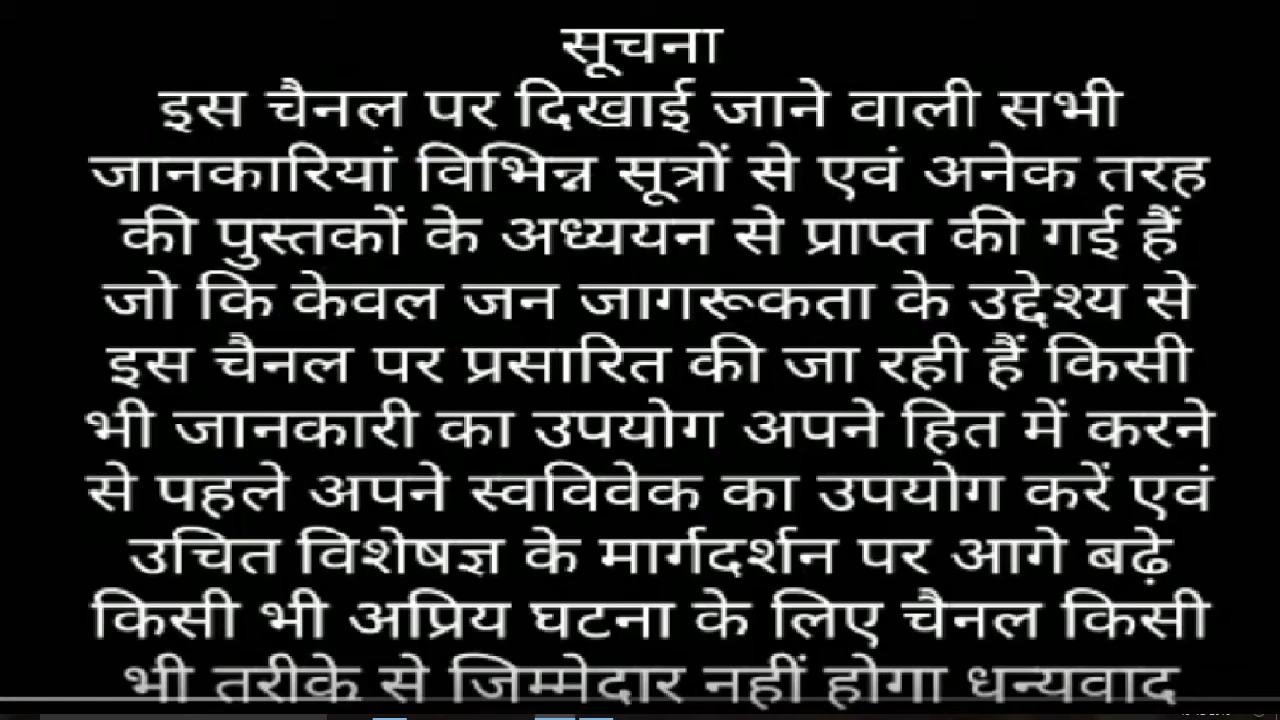 सूचना
इस चैनल पर दिखाई जाने वाली सभी
जानकारियां विभिन्न सूत्रों से एवं अनेक तरह
की पुस्तकों के अध्ययन से प्राप्त की गई हैं
जो कि केवल जन जागरूकता के उद्देश्य से
इस चैनल पर प्रसारित की जा रही हैं किसी
भी जानकारी का उपयोग अपने हित में करने
से पहले अपने स्वविवेक का उपयोग करें एवं
उचित विशेषज्ञ के मार्गदर्शन पर आगे बढ़े
किसी भी अप्रिय घटना के लिए चैनल किसी
भी तरीके से जिम्मेदार नहीं होगा धन्यवाद